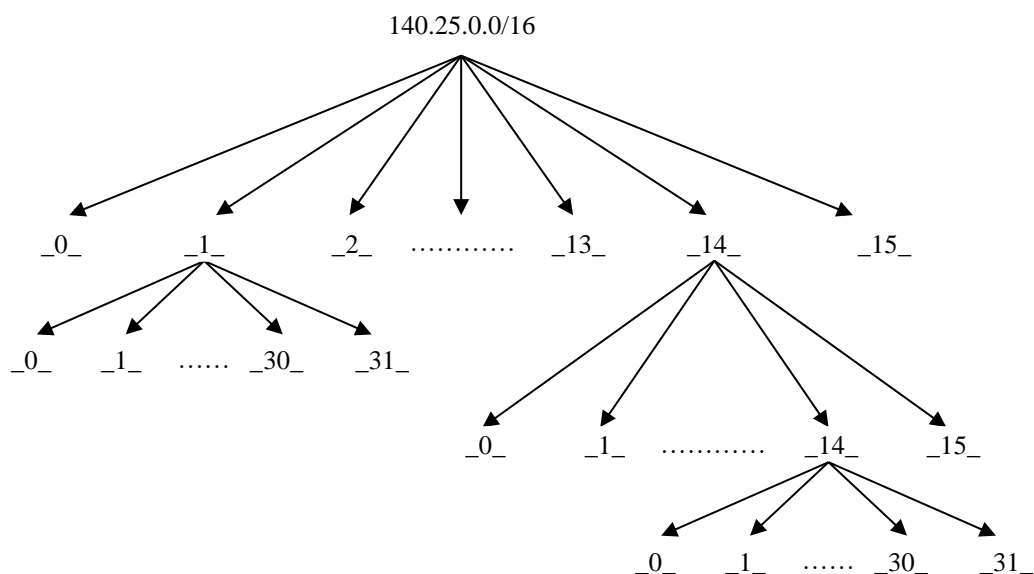 140.25.0.0/16
_0_ _1_ _2_ ………… _13_ _14_ _15_
_0_ _1_ …… _30_ _31_
_0_ _1_ ………… _14_ _15_
_0_ _1_ …… _30_ _31_